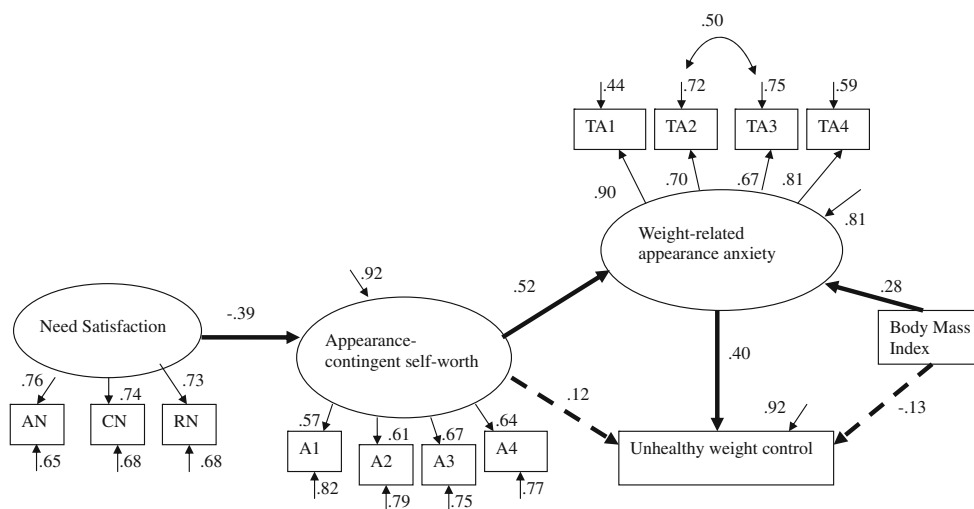 .50
.44 .72 .75 .59
TA1 TA2 TA3 TA4
.90 .70 .67 .81
.81
Weight-related
appearance anxiety
.92
.52
.28
Need Satisfaction
-.39
Appearance-
contingent self-worth
Body Mass
Index
.40
.76 .74 .73
.12
-.13
AN CN RN
.57 .61 .67 .64
.92
A1 A2 A3 A4
Unhealthy weight control
.65 .68 .68
.82 .79 .75 .77